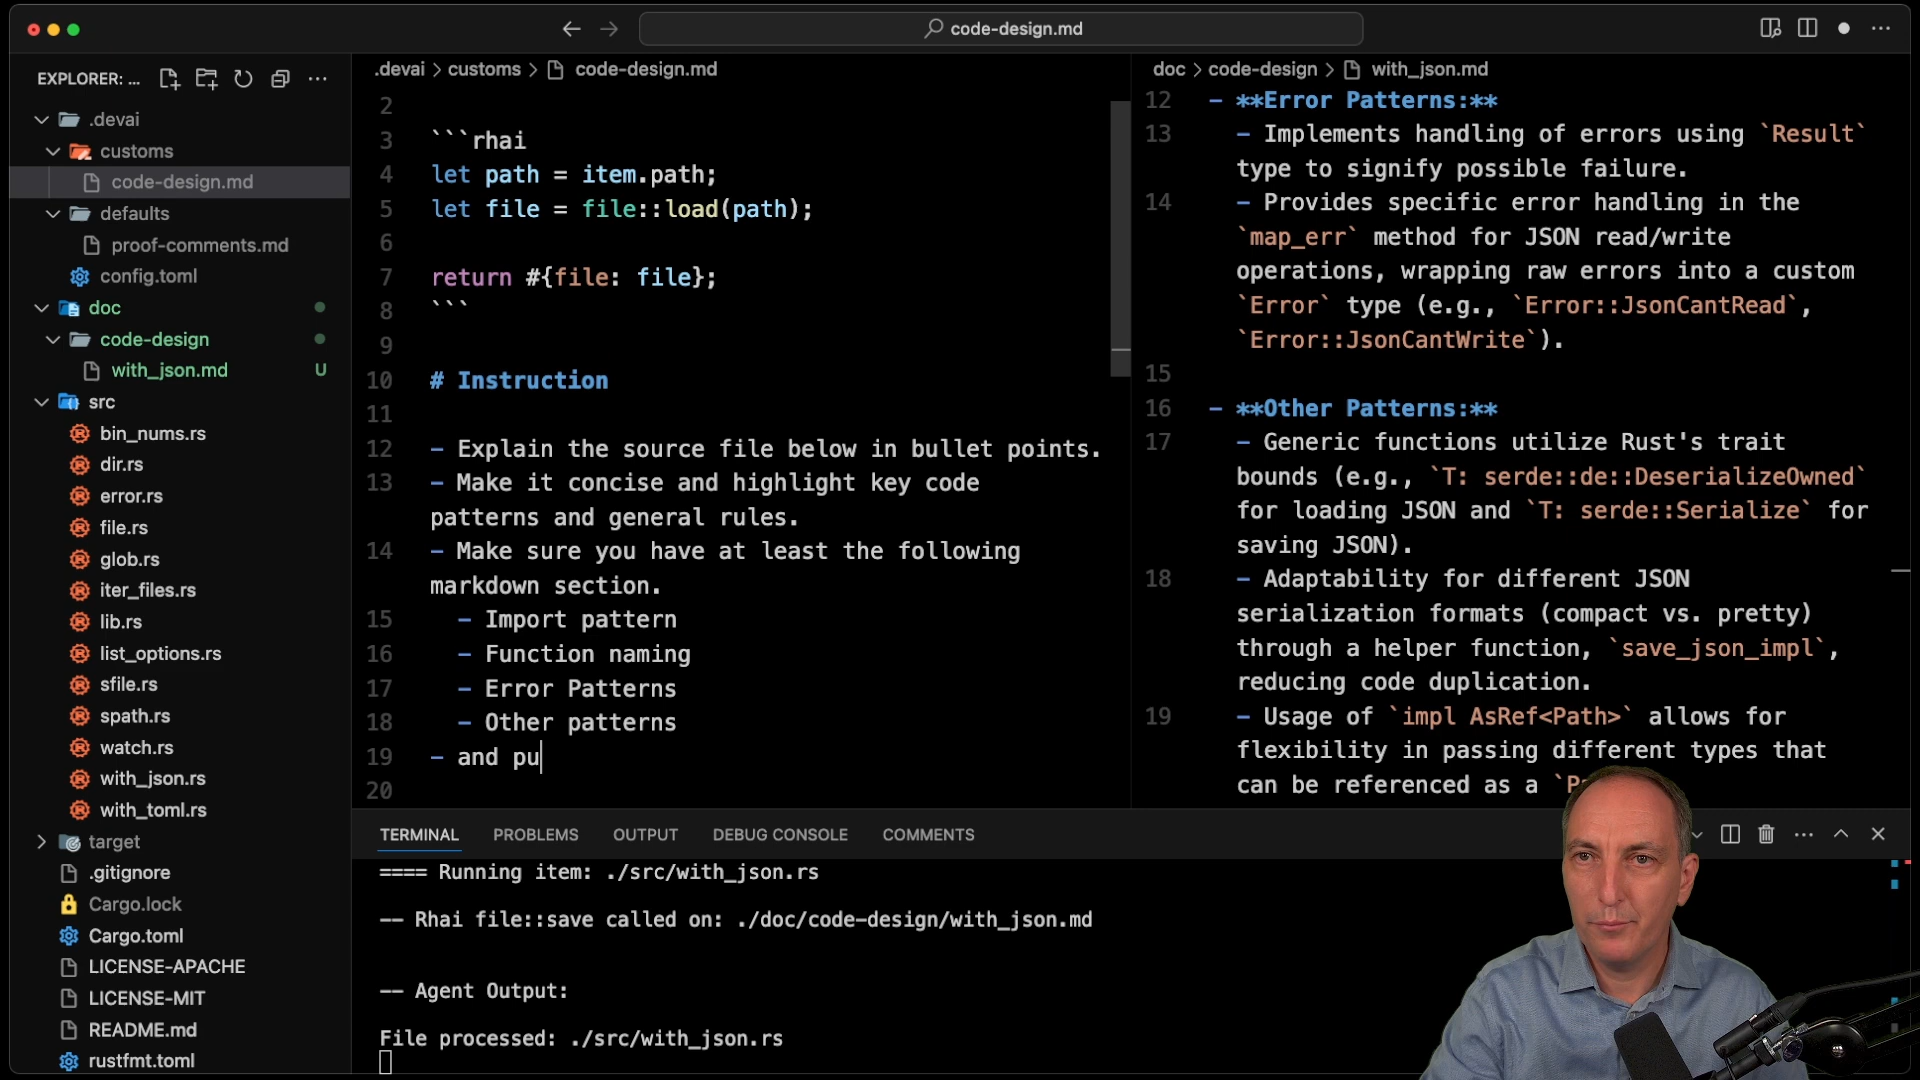 code-design.md
EXPLORER: ...
.devai
customs
code-design.md
defaults
proof-comments.md
config.toml
doc
code-design
with_json.md U
src
bin_nums.rs
dir.rs
error.rs
file.rs
glob.rs
iter_files.rs
lib.rs
list_options.rs
sfile.rs
spath.rs
watch.rs
with_json.rs
with_toml.rs
target
.gitignore
Cargo.lock
Cargo.toml
LICENSE-APACHE
LICENSE-MIT
README.md
rustfmt.toml
.devai > customs > code-design.md
2
3 ```rhai
4 let path = item.path;
5 let file = file::load(path);
6
7 return #{file: file};
8 ```
9
10 # Instruction
11
12 - Explain the source file below in bullet points.
13 - Make it concise and highlight key code
patterns and general rules.
14 - Make sure you have at least the following
markdown section.
15 - Import pattern
16 - Function naming
17 - Error Patterns
18 - Other patterns
19 - and pu
20
doc > code-design > with_json.md
12 - **Error Patterns:**
13 - Implements handling of errors using `Result`
type to signify possible failure.
14 - Provides specific error handling in the
`map_err` method for JSON read/write
operations, wrapping raw errors into a custom
`Error` type (e.g., `Error::JsonCantRead`,
`Error::JsonCantWrite`).
15
16 - **Other Patterns:**
17 - Generic functions utilize Rust's trait
bounds (e.g., `T: serde::de::DeserializeOwned`
for loading JSON and `T: serde::Serialize` for
saving JSON).
18 - Adaptability for different JSON
serialization formats (compact vs. pretty)
through a helper function, `save_json_impl`,
reducing code duplication.
19 - Usage of `impl AsRef<Path>` allows for
flexibility in passing different types that
can be referenced as a
TERMINAL PROBLEMS OUTPUT DEBUG CONSOLE COMMENTS
==== Running item: ./src/with_json.rs
-- Rhai file::save called on: ./doc/code-design/with_json.md
-- Agent Output:
File processed: ./src/with_json.rs